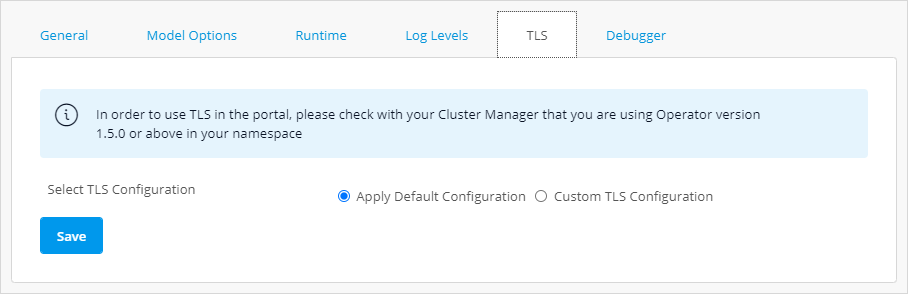 General
Model Options
Runtime
Log Levels
TLS
Debugger
In order to use TLS in the portal, please check with your Cluster Manager that you are using Operator version
1.5.0 or above in your namespace
Select TLS Configuration
Apply Default Configuration
Custom TLS Configuration
Save